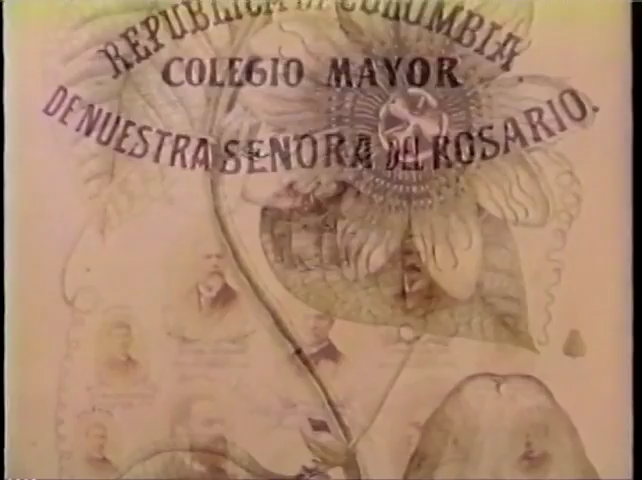 REPUBLICA DE COLUMBIA.
COLEGIO MAYOR
DE NUESTRA SEÑORA DEL ROSARIO.